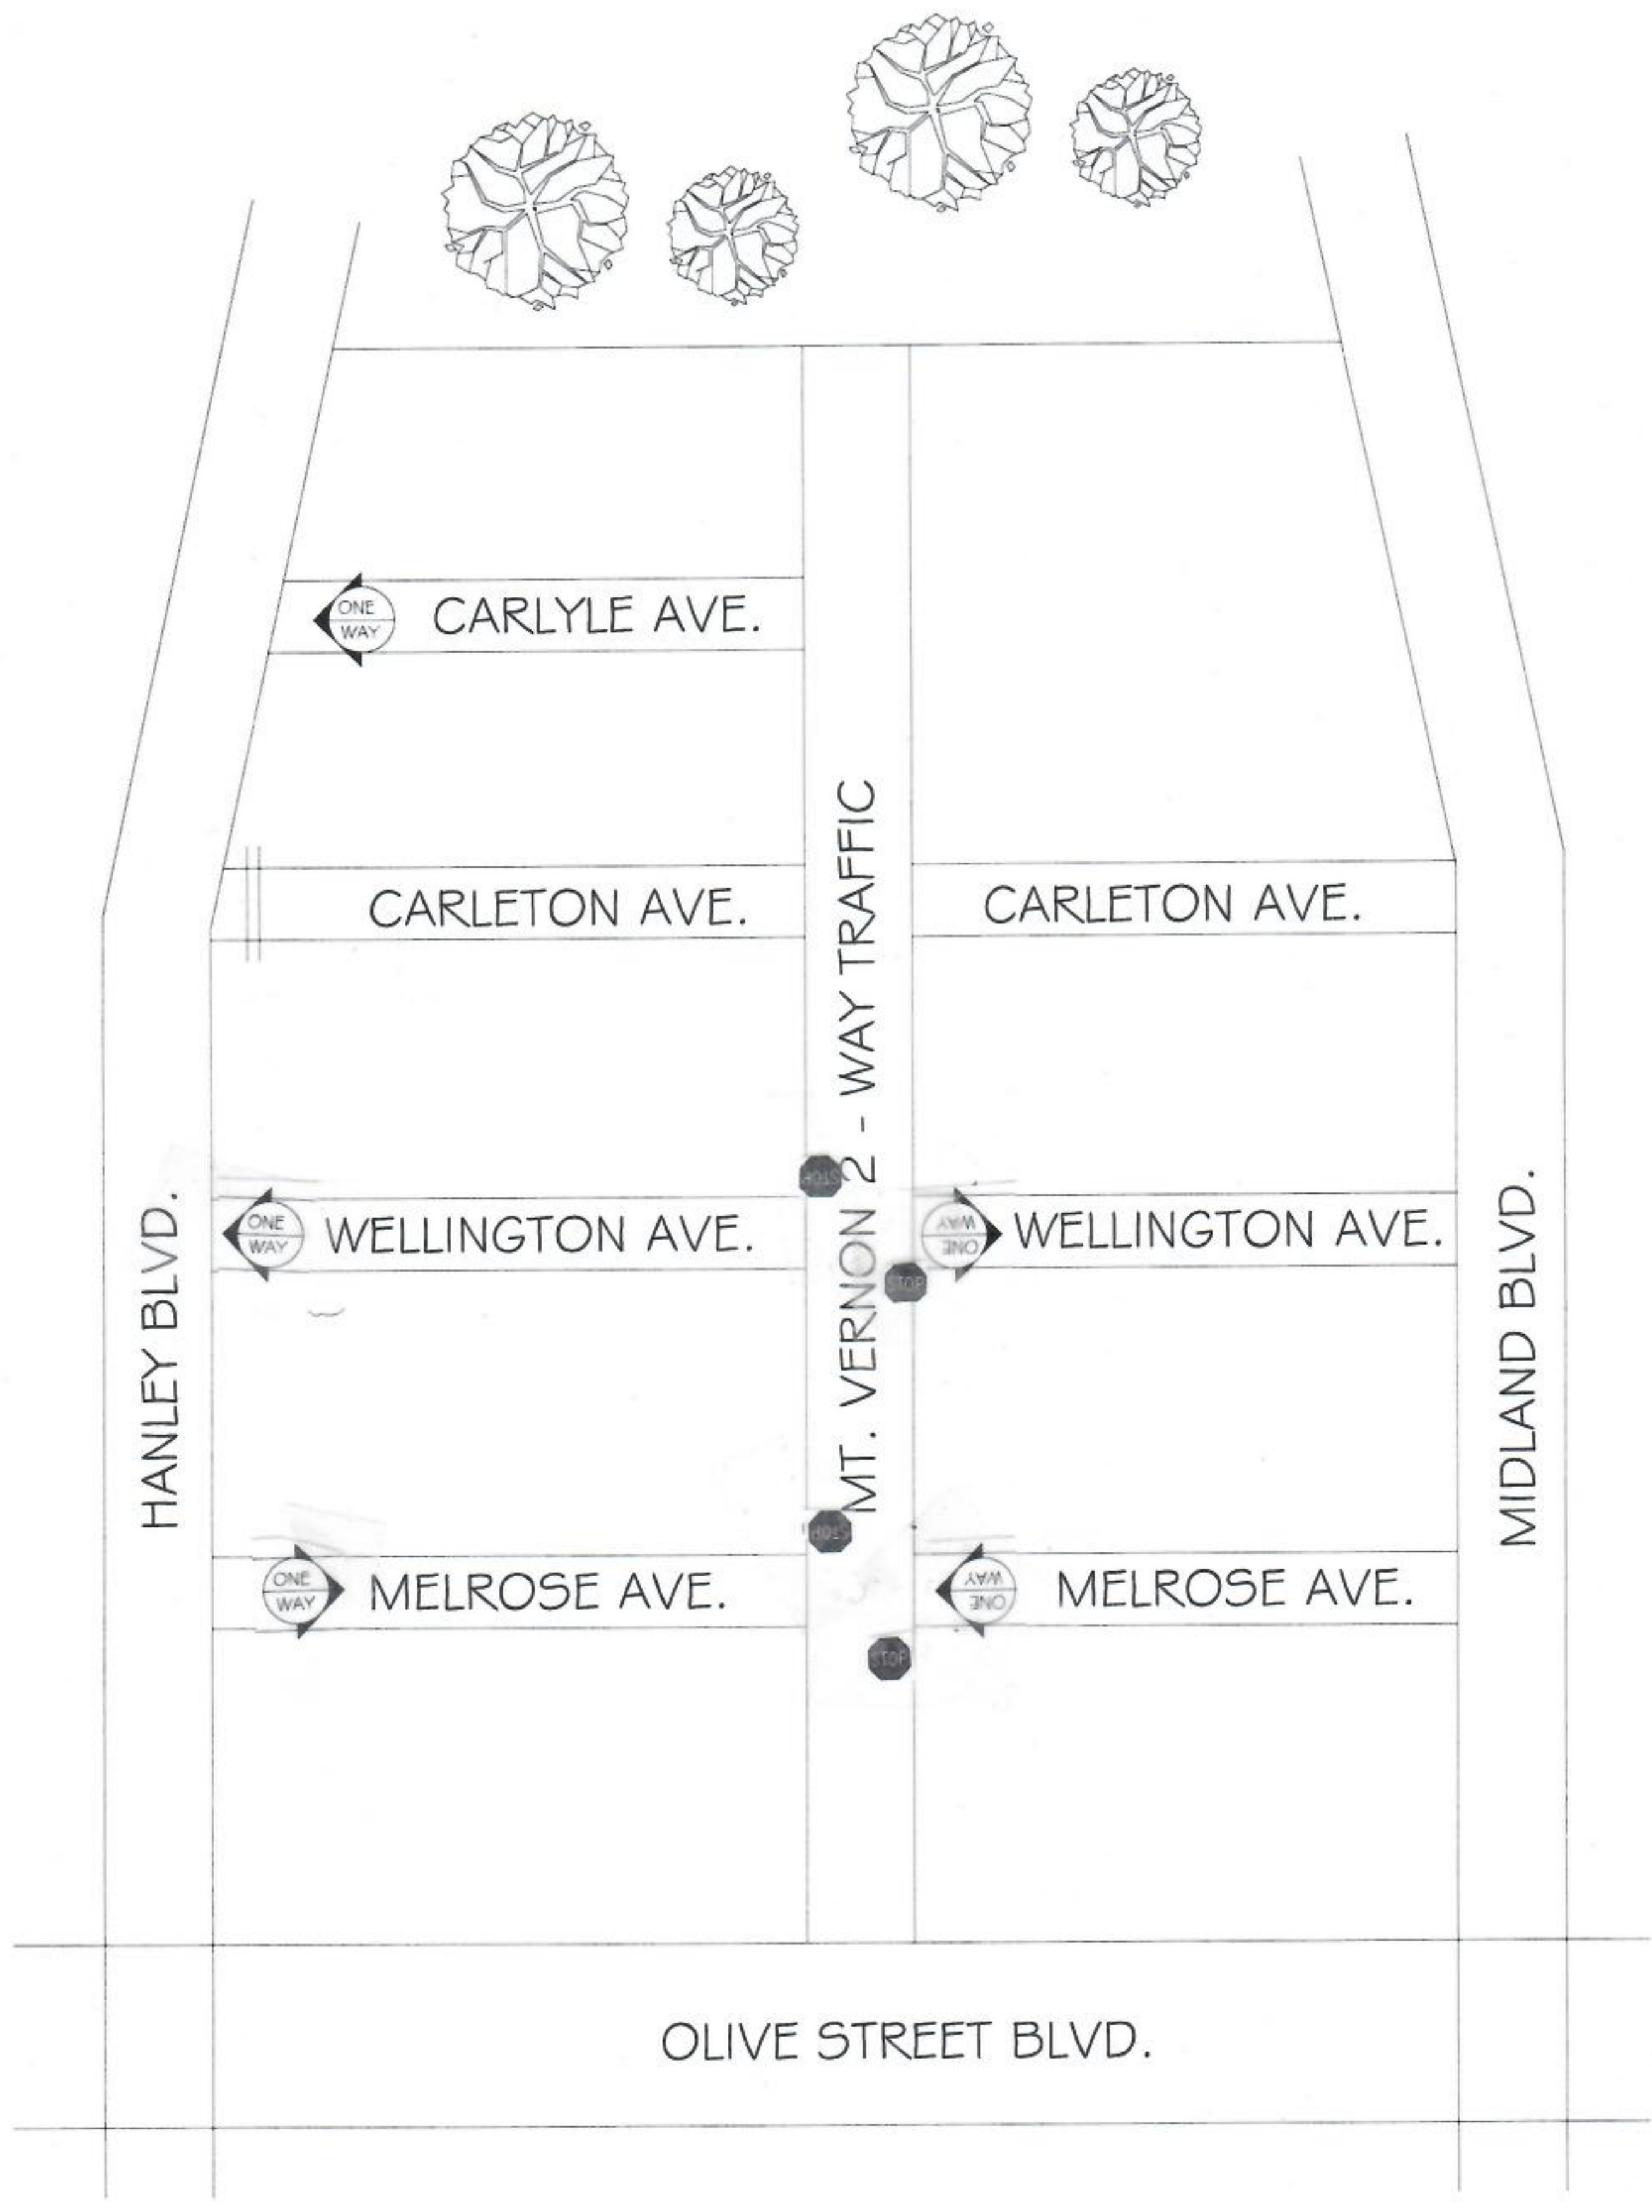 ONE
WAY
CARLYLE AVE.
CARLETON AVE.
CARLETON AVE.
MT. VERNON 2 - WAY TRAFFIC
STOP
ONE
WAY
WELLINGTON AVE.
ONE
WAY
WELLINGTON AVE.
STOP
HANLEY BLVD.
MIDLAND BLVD.
STOP
ONE
WAY
MELROSE AVE.
ONE
WAY
MELROSE AVE.
STOP
OLIVE STREET BLVD.